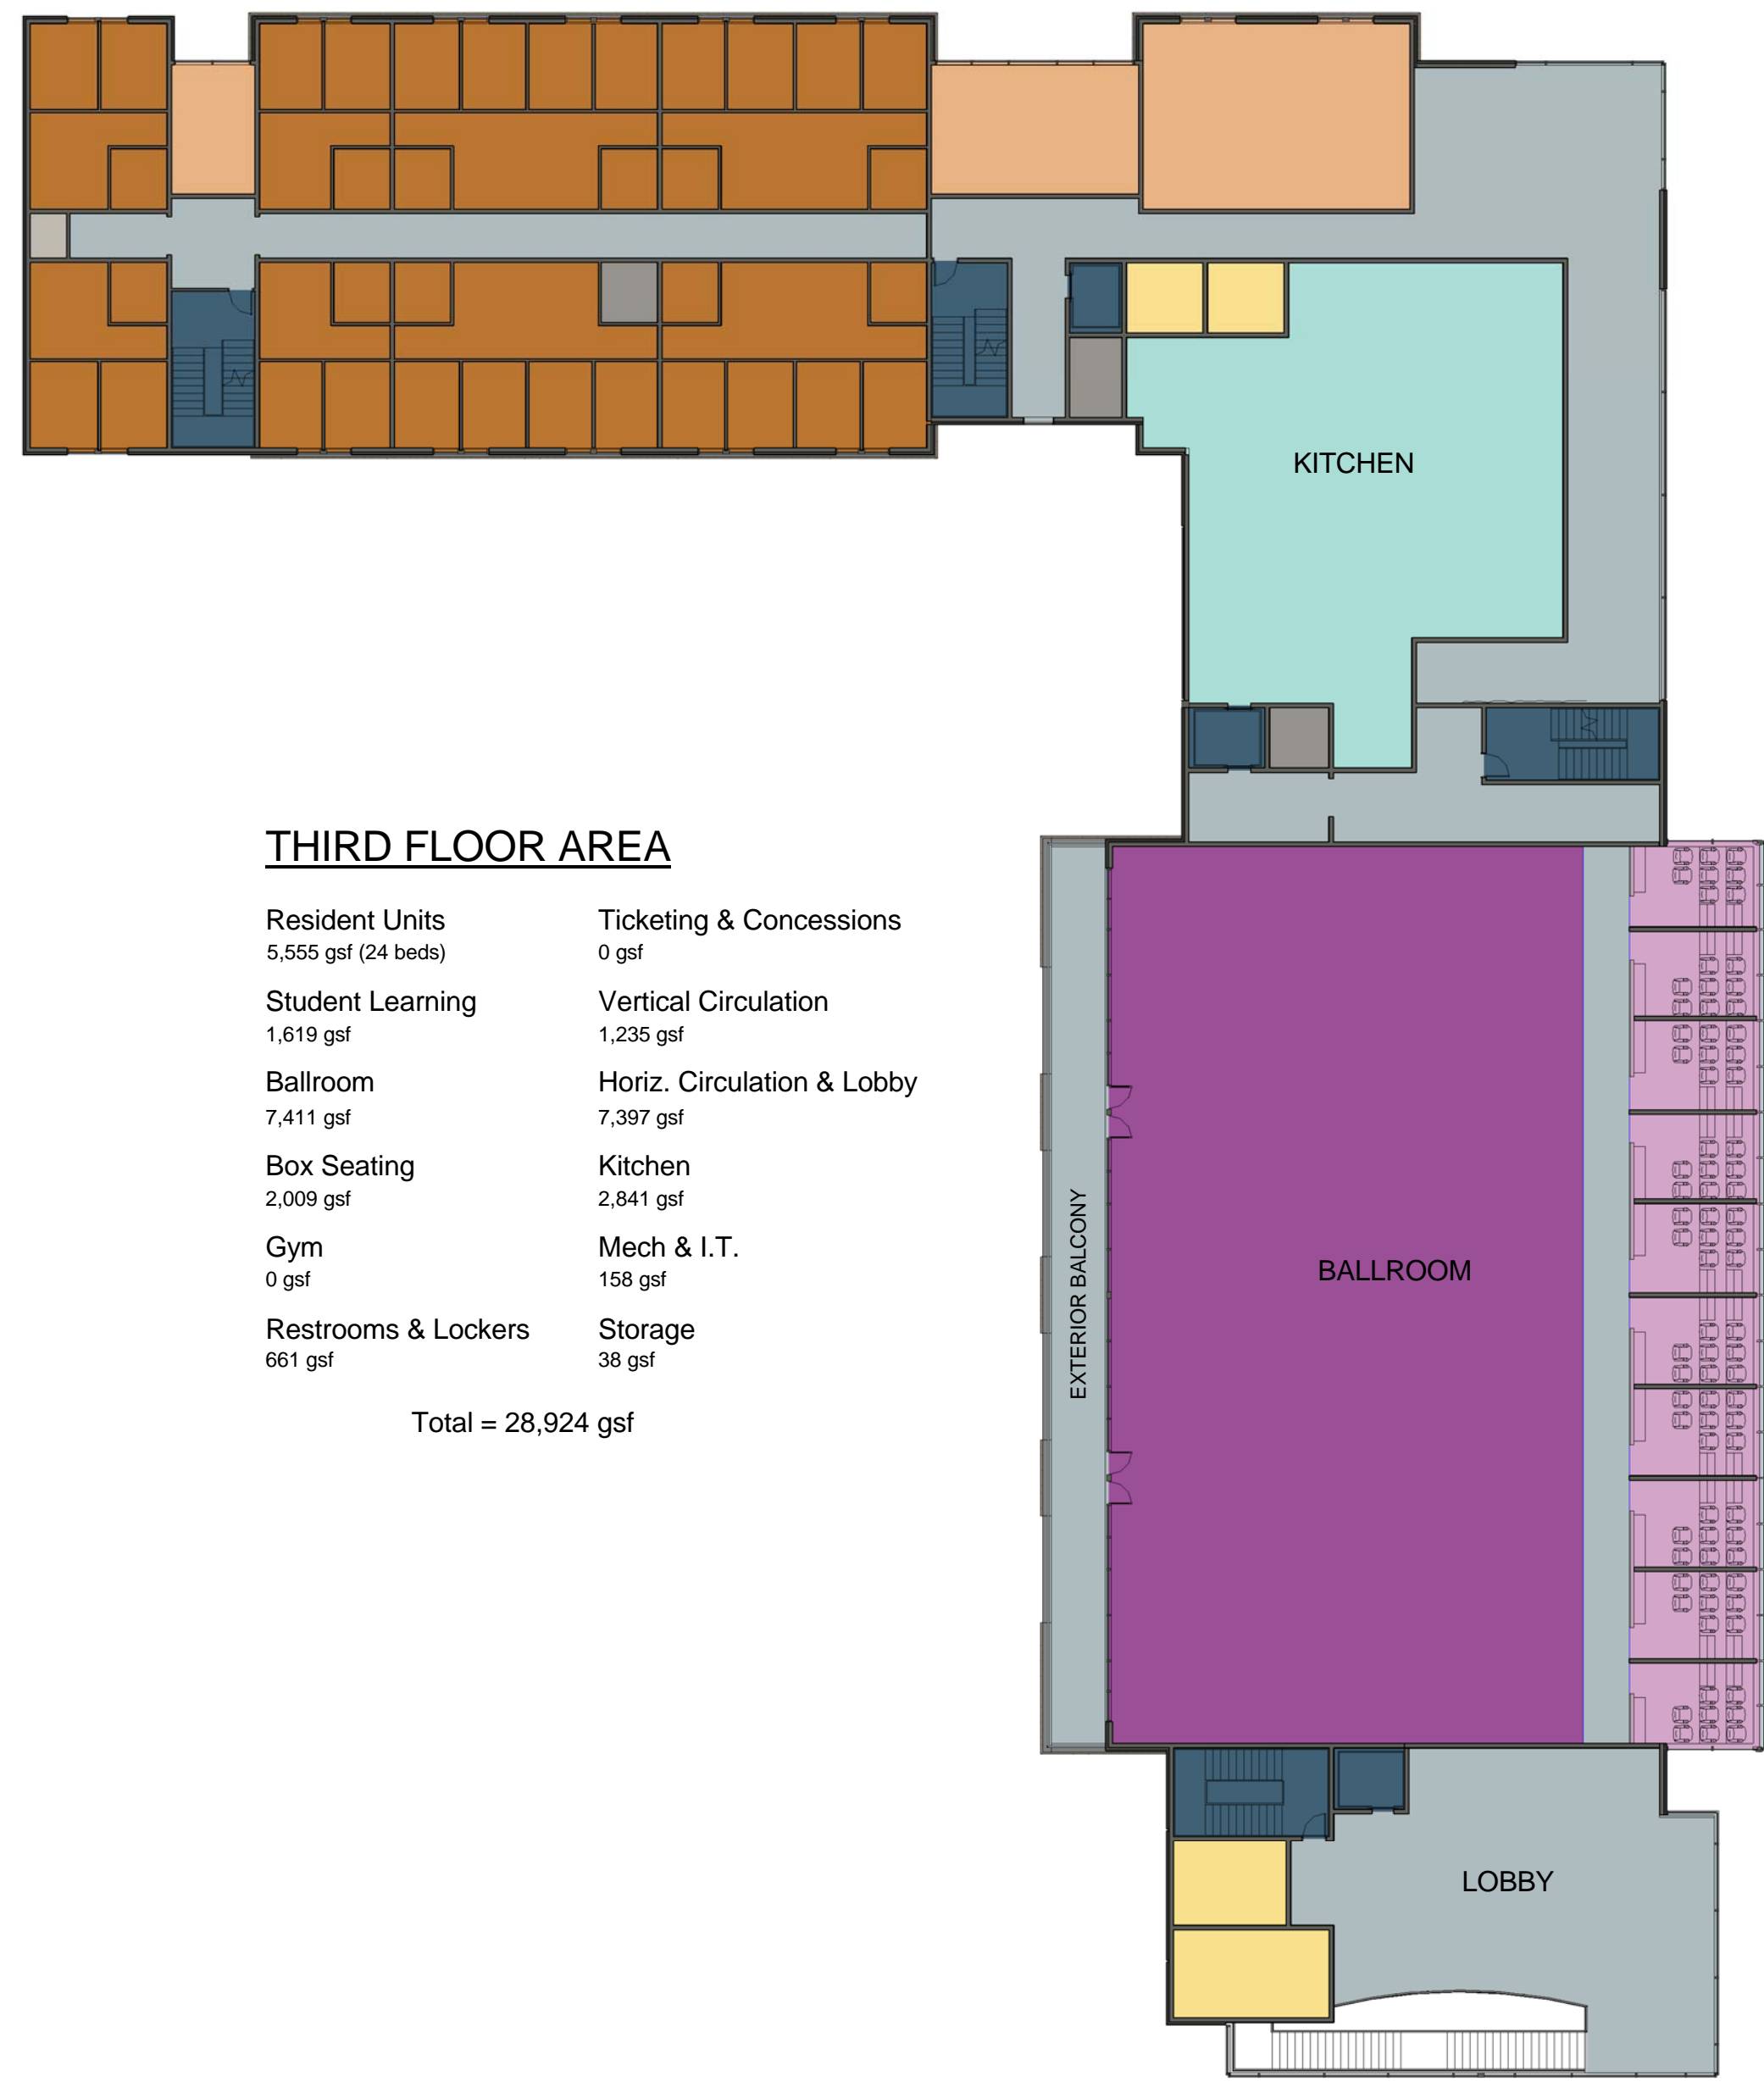 KITCHEN
THIRD FLOOR AREA
Resident Units
5,555 gsf (24 beds)
Student Learning
1,619 gsf
Ballroom
7,411 gsf
Box Seating
2,009 gsf
Gym
0 gsf
Restrooms & Lockers
661 gsf
Ticketing & Concessions
0 gsf
Vertical Circulation
1,235 gsf
Horiz. Circulation & Lobby
7,397 gsf
Kitchen
2,841 gsf
Mech & I.T.
158 gsf
Storage
38 gsf
Total = 28,924 gsf
EXTERIOR BALCONY
BALLROOM
LOBBY